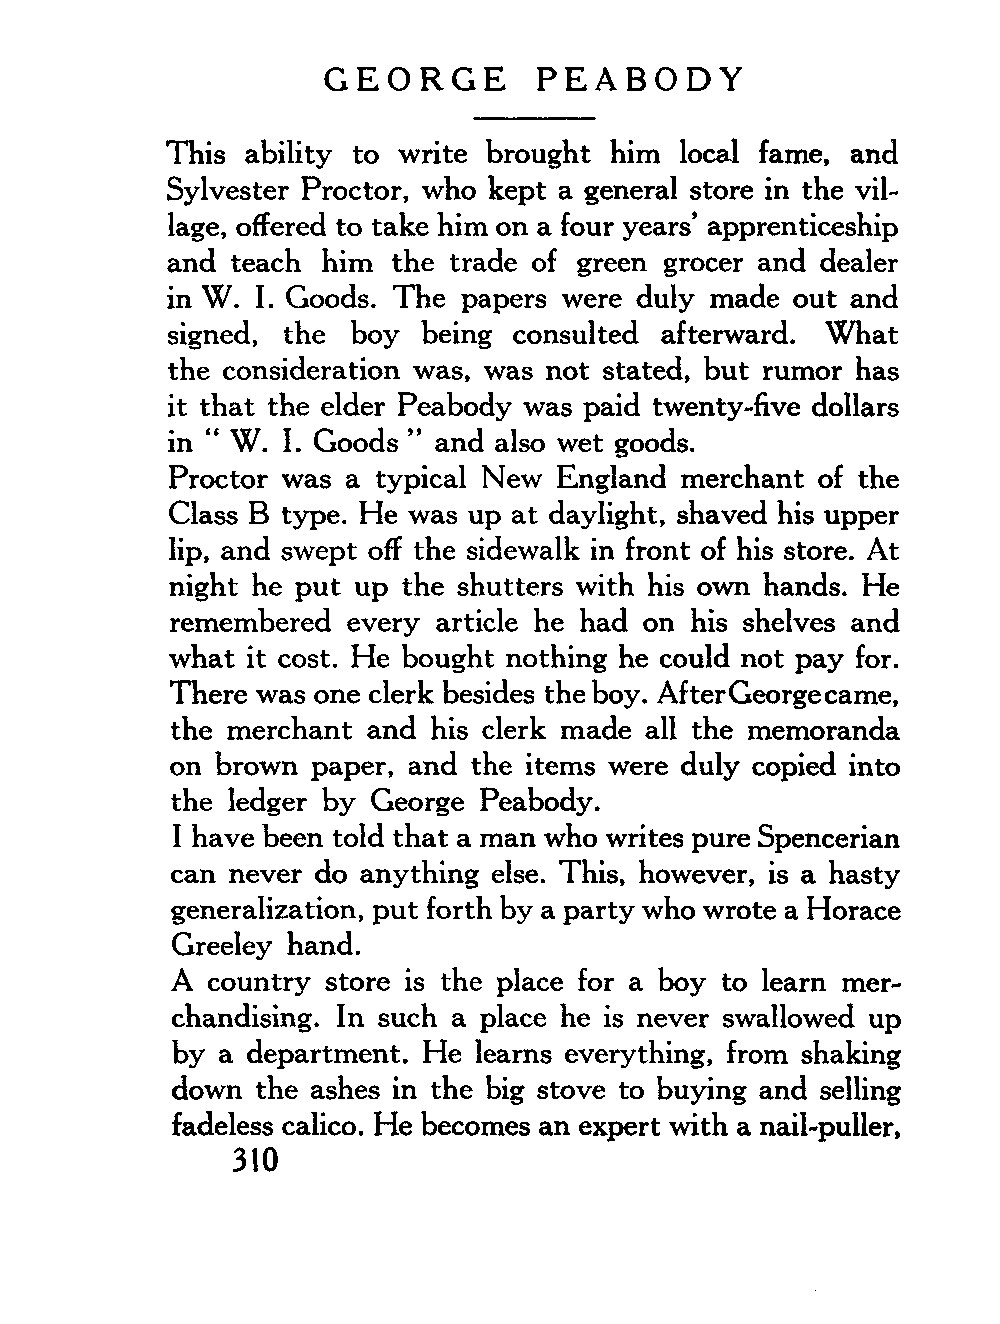 GEORGE PEABODY
This ability to write brought him local fame, and
Sylvester Proctor, who kept a general store in the vil-
lage, offered to take him on a four years' apprenticeship
and teach him the trade of green grocer and dealer
in W. I. Goods. The papers were duly made out and
signed, the boy being consulted afterward. What
the consideration was, was not stated, but rumor has
it that the elder Peabody was paid twenty-five dollars
in " W. I. Goods " and also wet goods.
Proctor was a typical New England merchant of the
Class B type. He was up at daylight, shaved his upper
lip, and swept off the sidewalk in front of his store. At
night he put up the shutters with his own hands. He
remembered every article he had on his shelves and
what it cost. He bought nothing he could not pay for.
There was one clerk besides the boy. After George came,
the merchant and his clerk made all the memoranda
on brown paper, and the items were duly copied into
the ledger by George Peabody.
I have been told that a man who writes pure Spencerian
can never do anything else. This, however, is a hasty
generalization, put forth by a party who wrote a Horace
Greeley hand.
A country store is the place for a boy to learn mer-
chandising. In such a place he is never swallowed up
by a department. He learns everything, from shaking
down the ashes in the big stove to buying and selling
fadeless calico. He becomes an expert with a nail-puller,
310